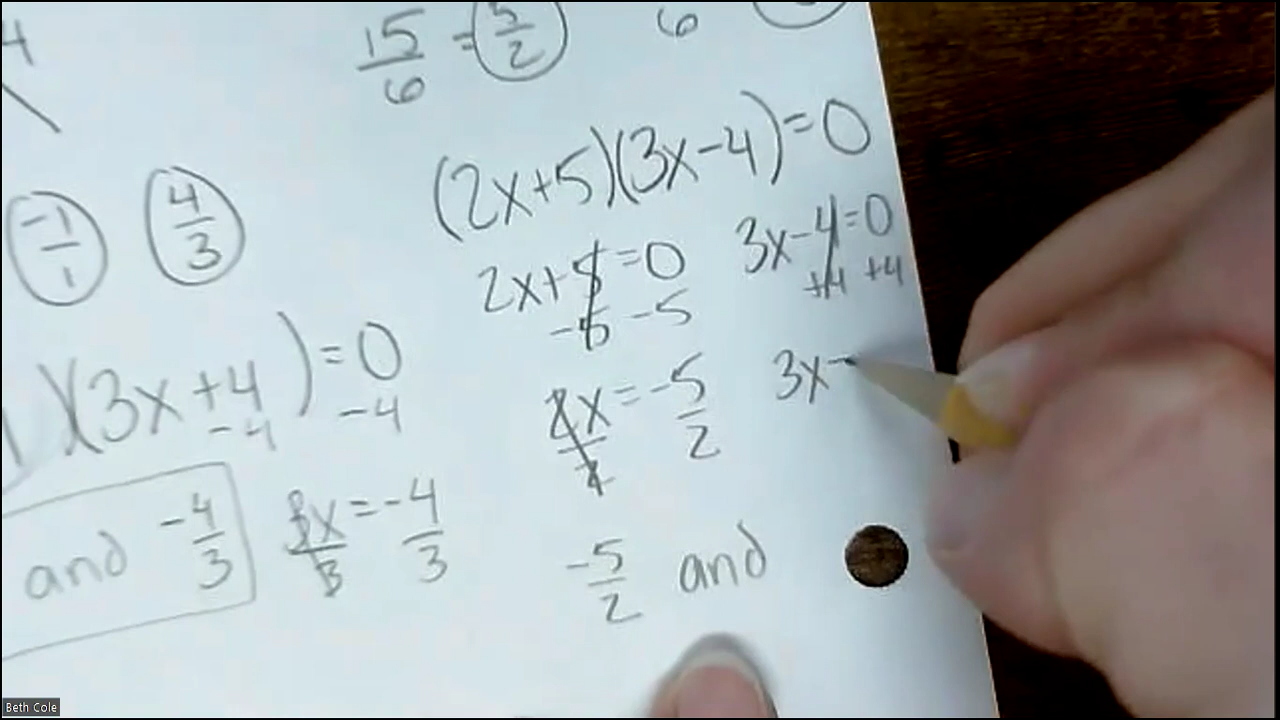 4
15/6 = 5/2
6
(2x+5)(3x-4)=0
-1/1 4/3
2x+5=0
-5 -5
3x-4=0
+4 +4
)(3x+4)=0
-4 -4
2x/2 = -5/2
3x=
and -4/3
3x/3 = -4/3
-5/2 and
Beth Cole